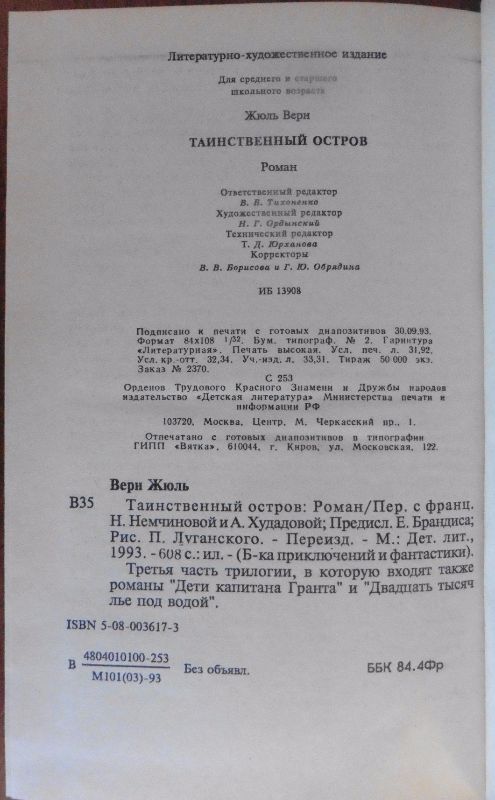 Литературно-художественное издание
Для среднего и старшего
школьного возраста
Жюль Верн
ТАИНСТВЕННЫЙ ОСТРОВ
Роман
Ответственный редактор
В. В. Тихоненко
Художественный редактор
Н. Г. Ордынский
Технический редактор
Т. Д. Юрханова
Корректоры
В. В. Борисова и Г. Ю. Обрядина
ИБ 13908
Подписано к печати с готовых диапозитивов 30.09.93.
Формат 84х108 1/32. Бум. типограф. № 2. Гарнитура
«Литературная». Печать высокая. Усл. печ. л. 31,92.
Усл. кр.-отт. 32,34. Уч.-изд. л. 33,31. Тираж 50 000 экз.
Заказ № 2370.
С 253
Орденов Трудового Красного Знамени и Дружбы народов
издательство «Детская литература» Министерства печати и
информации РФ
103720, Москва, Центр, М. Черкасский пр., 1.
Отпечатано с готовых диапозитивов в типографии
ГИПП «Вятка», 610044, г. Киров, ул. Московская, 122.
Верн Жюль
В35 Таинственный остров: Роман/Пер. с франц.
Н. Немчиновой и А. Худадовой; Предисл. Е. Брандиса;
Рис. П. Луганского. - Переизд. - М.: Дет. лит.,
1993. - 608 с.: ил. - (Б-ка приключений и фантастики).
Третья часть трилогии, в которую входят также
романы "Дети капитана Гранта" и "Двадцать тысяч
лье под водой".
ISBN 5-08-003617-3
В 4804010100-253 Без объявл. ББК 84.4Фр
М101(03)-93